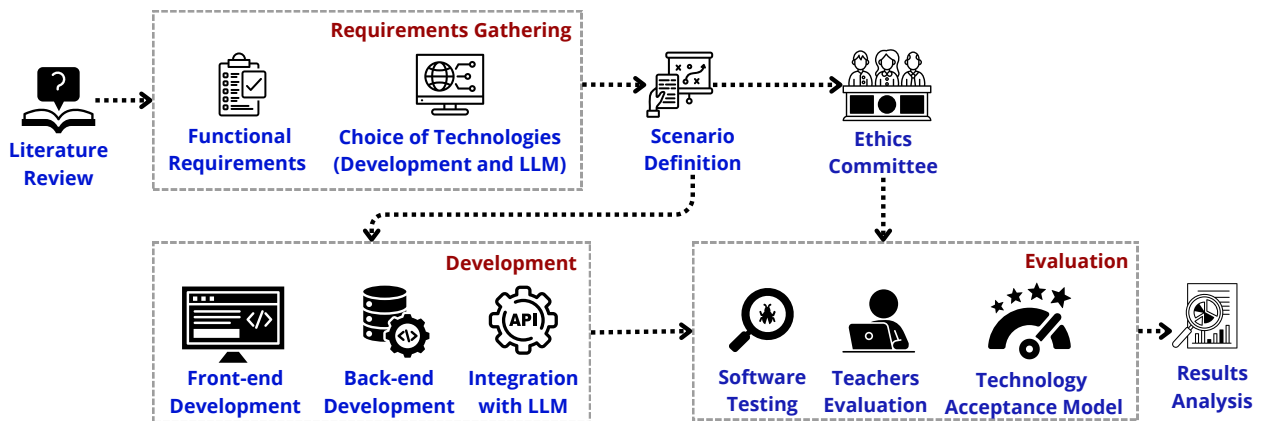 Requirements Gathering
?
Literature
Review
Functional
Requirements
Choice of Technologies
(Development and LLM)
Scenario
Definition
Ethics
Committee
Development
</>
Front-end
Development
</>
Back-end
Development
API
Integration
with LLM
Evaluation
Software
Testing
Teachers
Evaluation
Technology
Acceptance Model
Results
Analysis